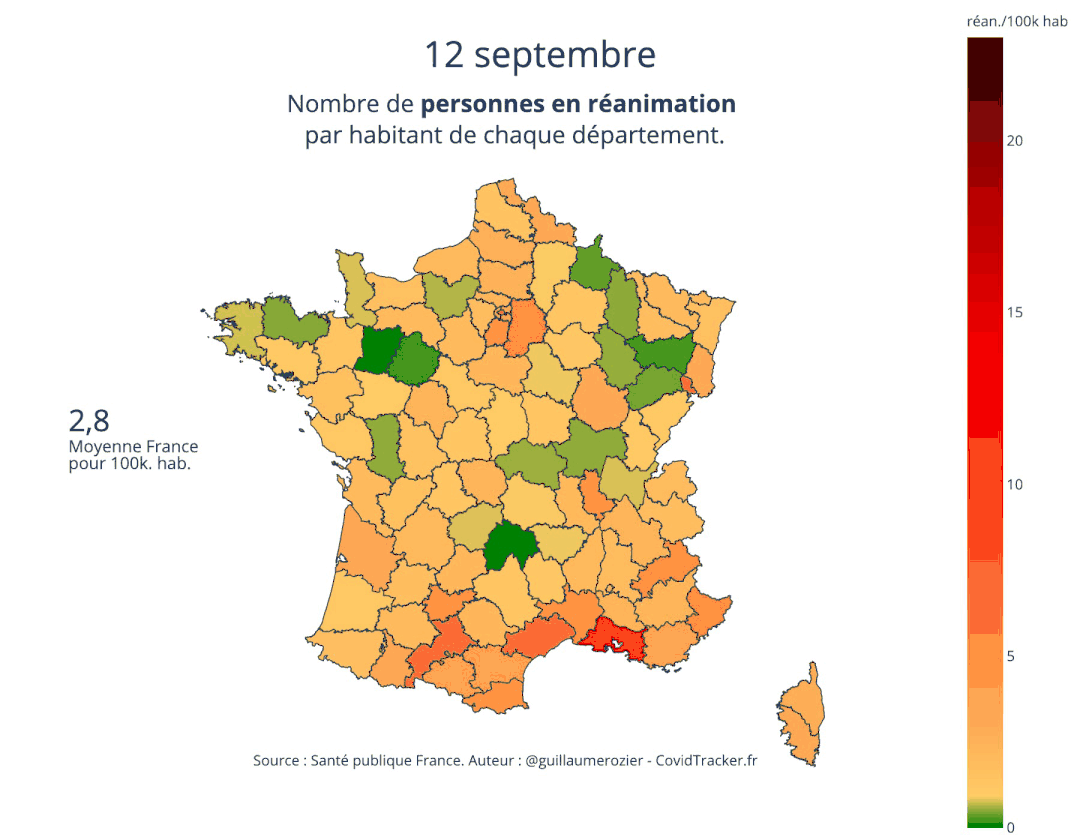 réan./100k hab
12 septembre
Nombre de personnes en réanimation
par habitant de chaque département.
20
15
2,8
Moyenne France
pour 100k. hab.
10
5
Source : Santé publique France. Auteur : @guillaumerozier - CovidTracker.fr
0